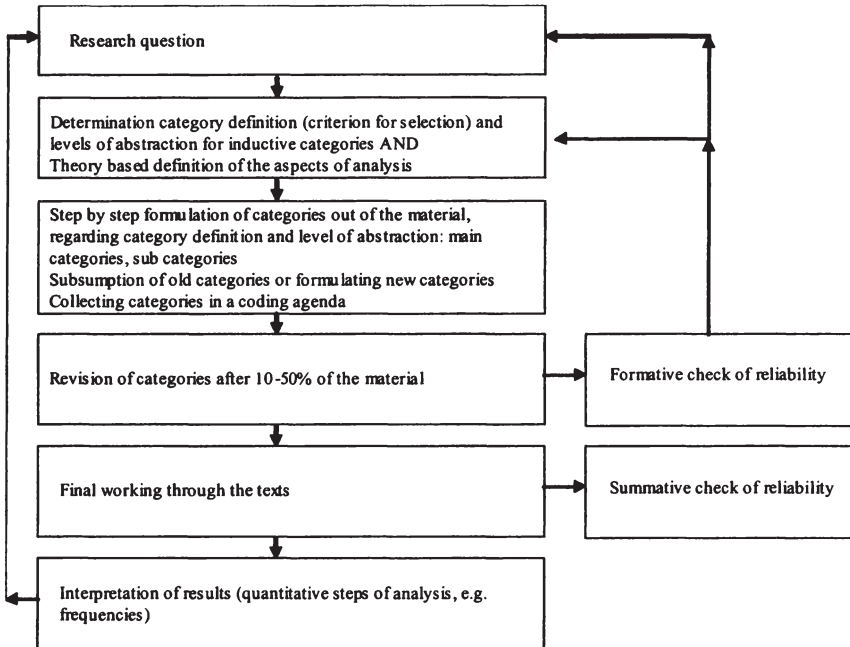 Research question
Determination category definition (criterion for selection) and
levels of abstraction for inductive categories AND
Theory based definition of the aspects of analysis
Step by step formulation of categories out of the material,
regarding category definition and level of abstraction: main
categories, sub categories
Subsumption of old categories or formulating new categories
Collecting categories in a coding agenda
Revision of categories after 10-50% of the material
Formative check of reliability
Final working through the texts
Summative check of reliability
Interpretation of results (quantitative steps of analysis, e.g.
frequencies)